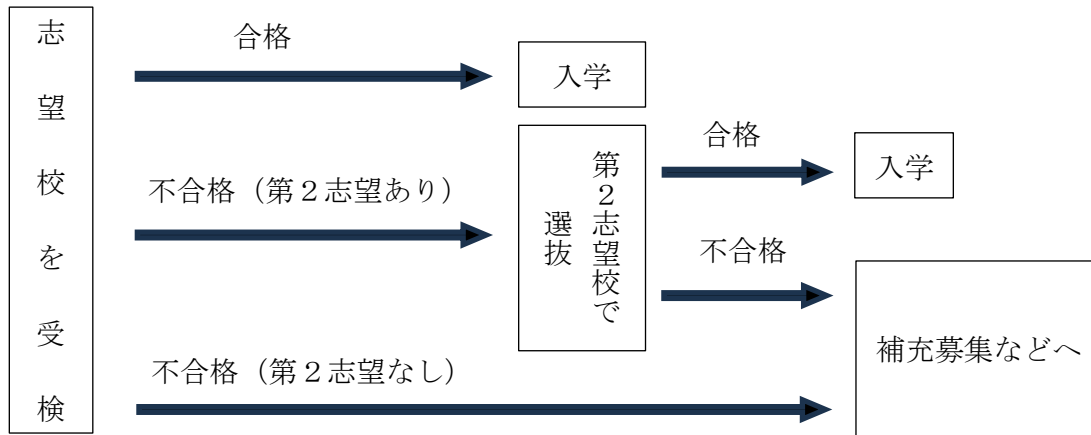 志望校を受検
合格
入学
不合格（第２志望あり）
第２志望校で
選抜
合格
入学
不合格
補充募集などへ
不合格（第２志望なし）